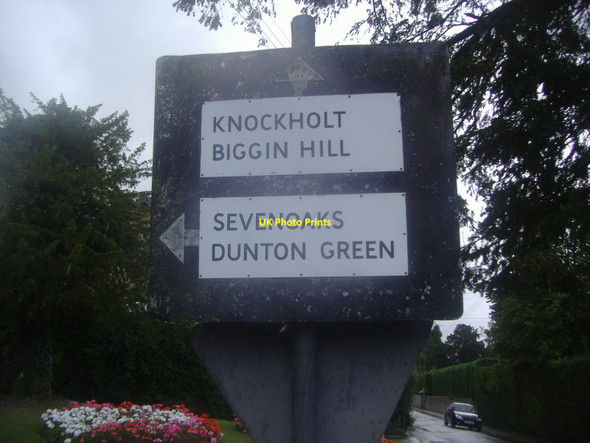 KNOCKHOLT
BIGGIN HILL
SEVENOAKS
UK Photo Prints
DUNTON GREEN